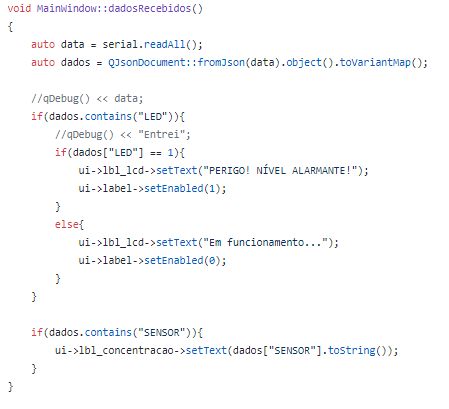 void MainWindow::dadosRecebidos()
{
    auto data = serial.readAll();
    auto dados = QJsonDocument::fromJson(data).object().toVariantMap();

    //qDebug() << data;
    if(dados.contains("LED")){
        //qDebug() << "Entrei";
        if(dados["LED"] == 1){
            ui->lbl_lcd->setText("PERIGO! NÍVEL ALARMANTE!");
            ui->label->setEnabled(1);
        }
        else{
            ui->lbl_lcd->setText("Em funcionamento...");
            ui->label->setEnabled(0);
        }
    }

    if(dados.contains("SENSOR")){
        ui->lbl_concentracao->setText(dados["SENSOR"].toString());
    }
}